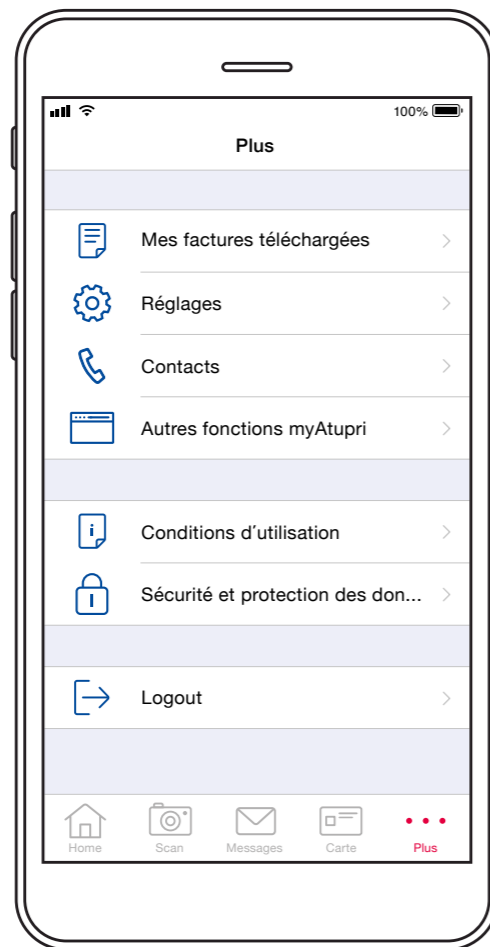 100%
Plus
Mes factures téléchargées
Réglages
Contacts
Autres fonctions myAtupri
Conditions d´utilisation
Sécurité et protection des don...
Logout
Home Scan Messages Carte Plus